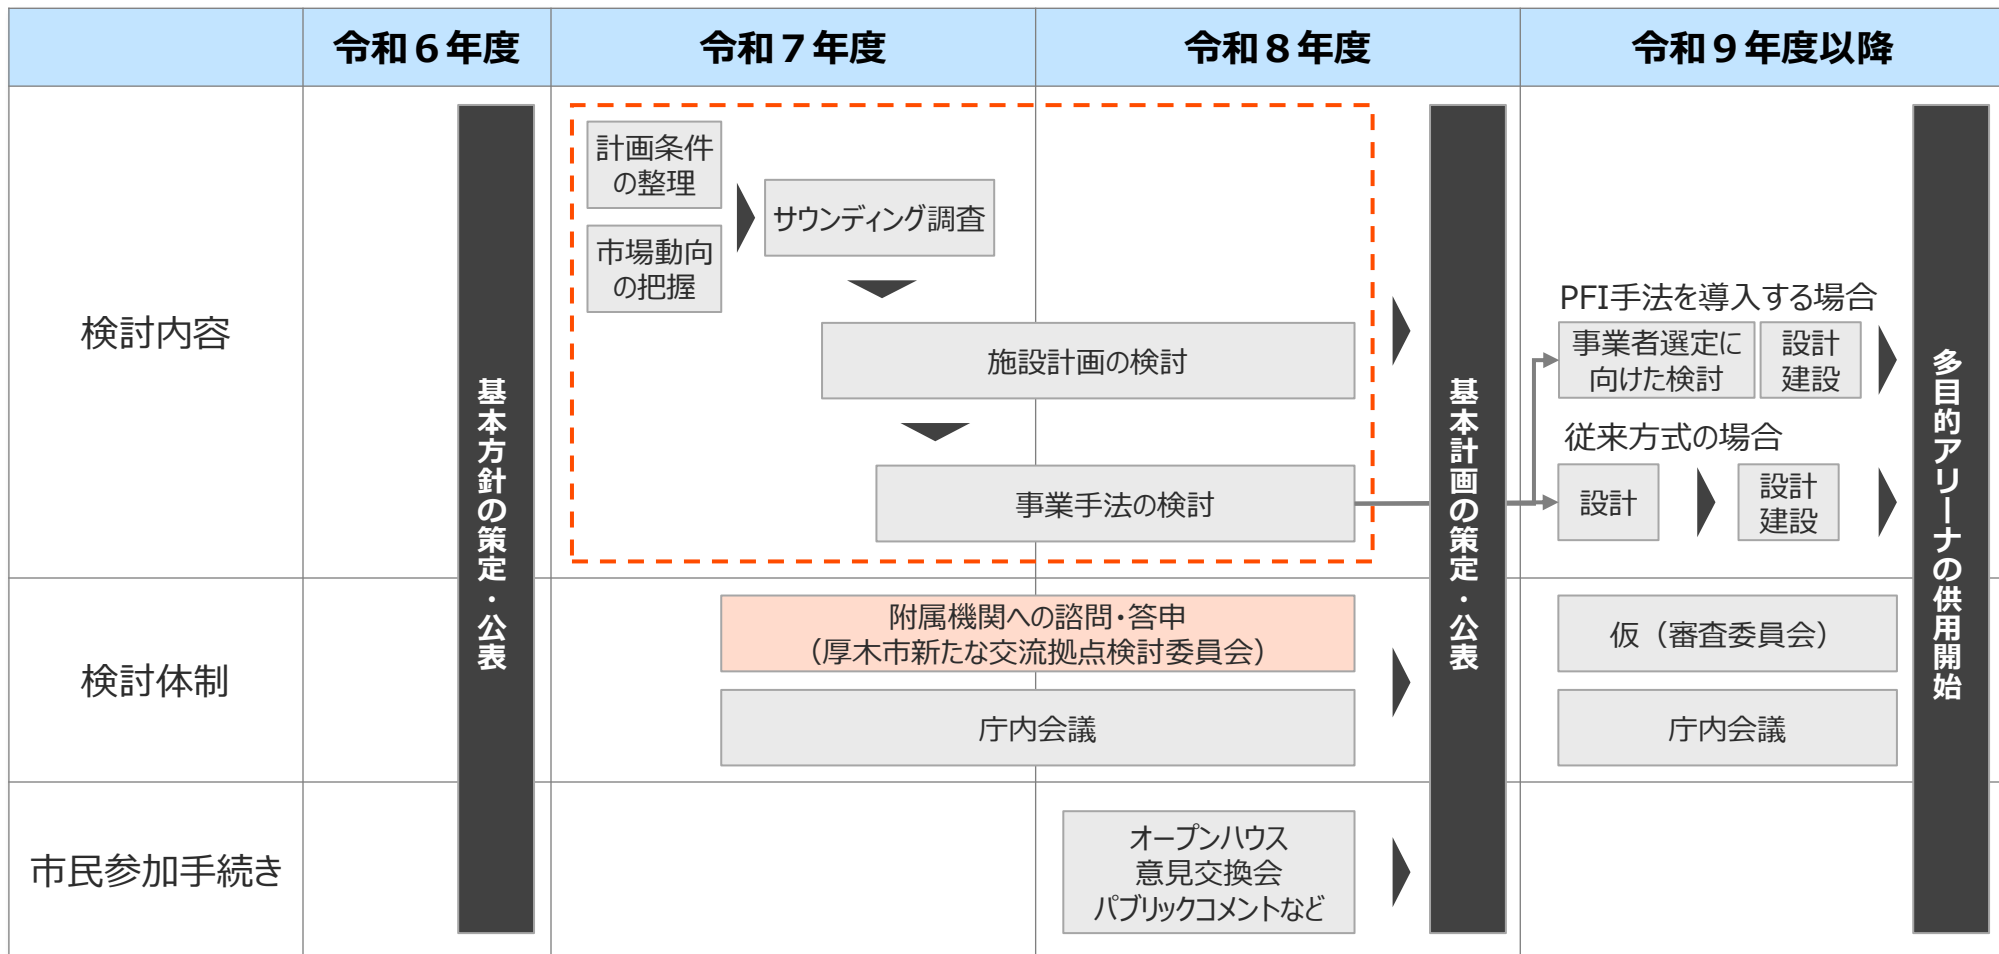 令和６年度
令和７年度
令和８年度
令和９年度以降
検討内容
計画条件
の整理
市場動向
の把握
サウンディング調査
施設計画の検討
事業手法の検討
PFI手法を導入する場合
事業者選定に
向けた検討
設計
建設
従来方式の場合
設計
設計
建設
基本方針の策定・公表
基本計画の策定・公表
多目的アリーナの供用開始
検討体制
附属機関への諮問・答申
（厚木市新たな交流拠点検討委員会）
庁内会議
仮（審査委員会）
庁内会議
市民参加手続き
オープンハウス
意見交換会
パブリックコメントなど